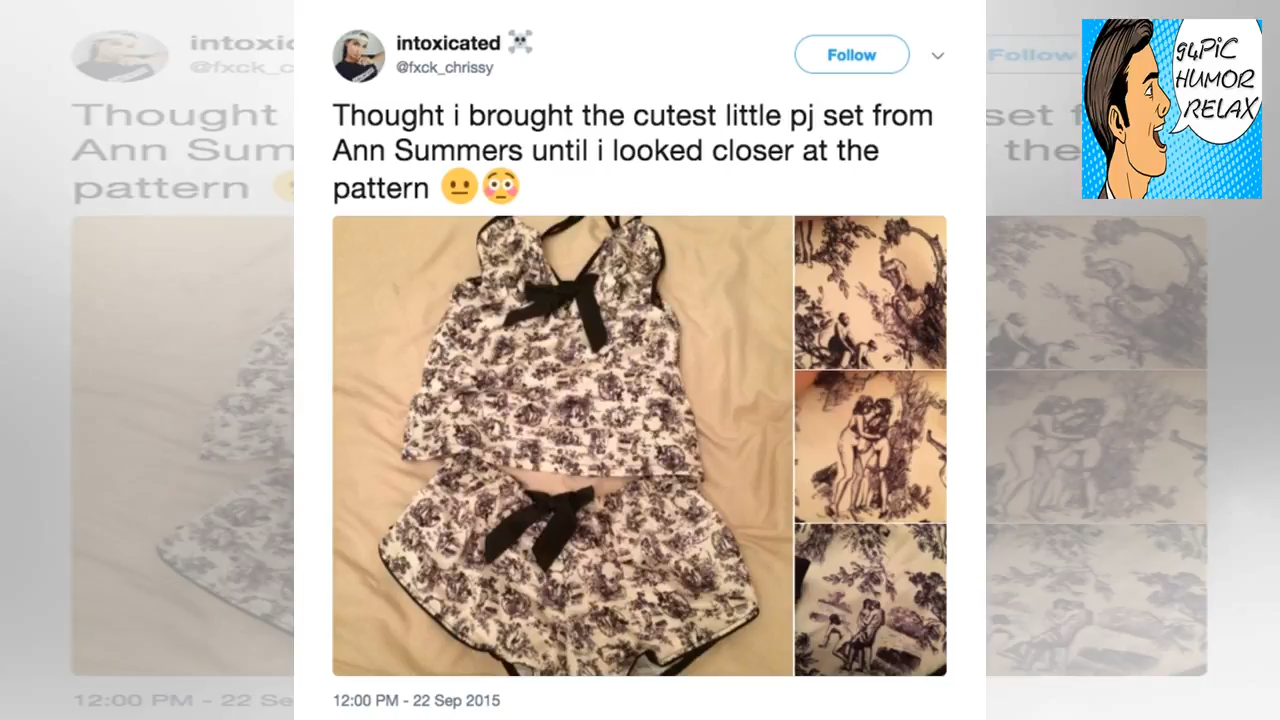 intoxicated ☠️
@fxck_chrissy
Follow
Thought i brought the cutest little pj set from
Ann Summers until i looked closer at the
pattern 😐😳
12:00 PM - 22 Sep 2015
94PiC
HUMOR
RELAX